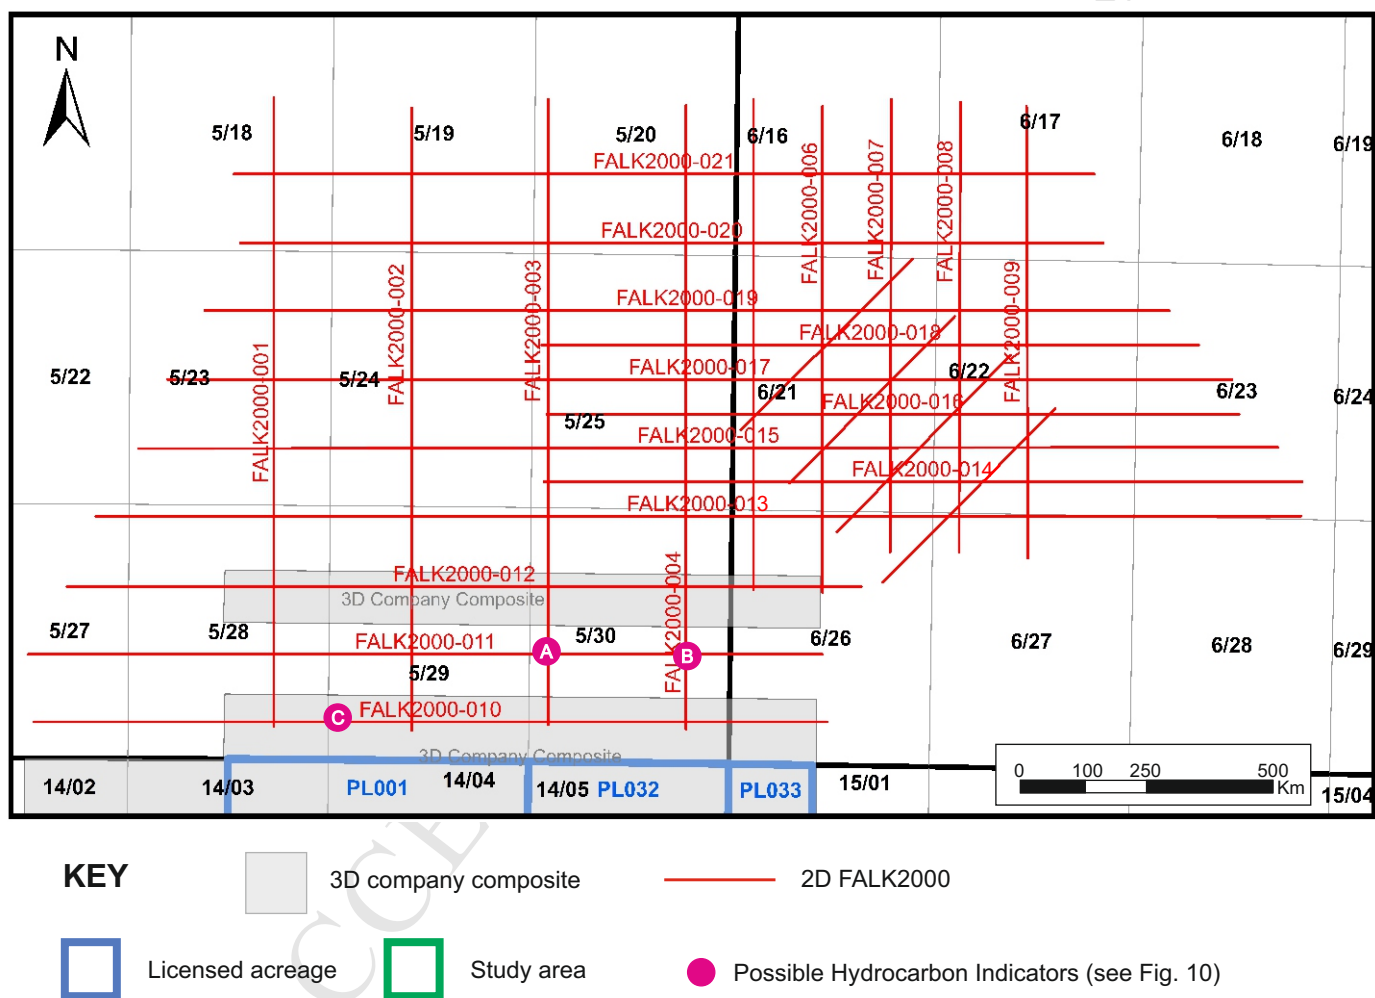 N
5/18
5/19
5/20
6/16
6/17
6/18
6/19
FALK2000-021
FALK2000-006
FALK2000-007
FALK2000-008
FALK2000-020
FALK2000-002
FALK2000-003
FALK2000-009
FALK2000-019
FALK2000-018
FALK2000-001
FALK2000-017
5/22
5/23
5/24
6/21
6/22
6/23
6/24
FALK2000-016
5/25
FALK2000-015
FALK2000-014
FALK2000-013
FALK2000-012
3D Company Composite
FALK2000-004
5/27
5/28
5/30
6/26
6/27
6/28
6/29
FALK2000-011
A
B
5/29
C
FALK2000-010
3D Company Composite
14/02
14/03
PL001
14/04
14/05
PL032
PL033
15/01
15/04
0 100 250 500
Km
KEY
3D company composite
2D FALK2000
Licensed acreage
Study area
Possible Hydrocarbon Indicators (see Fig. 10)